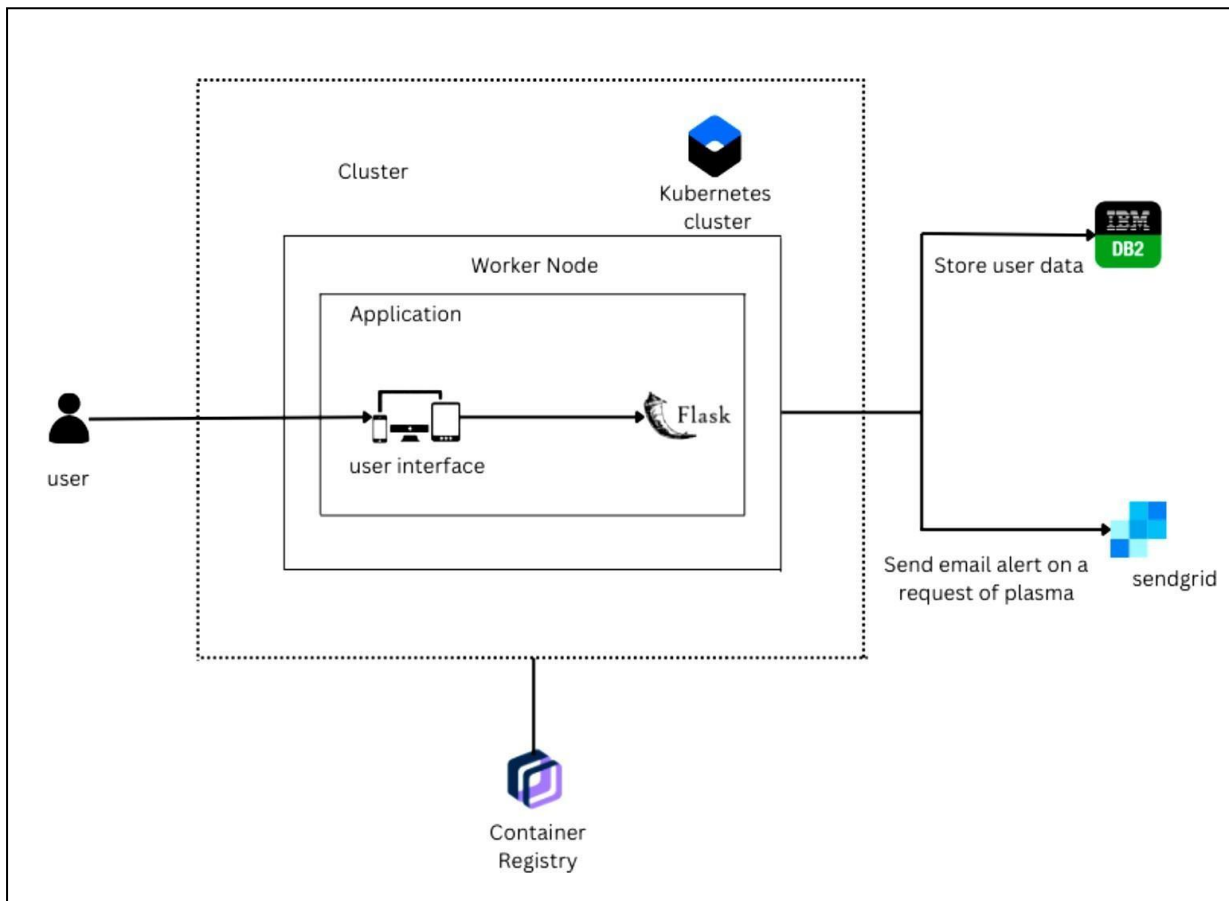 Cluster
Kubernetes
cluster
Worker Node
Application
user interface
Flask
user
IBM
DB2
Store user data
Send email alert on a
request of plasma
sendgrid
Container
Registry